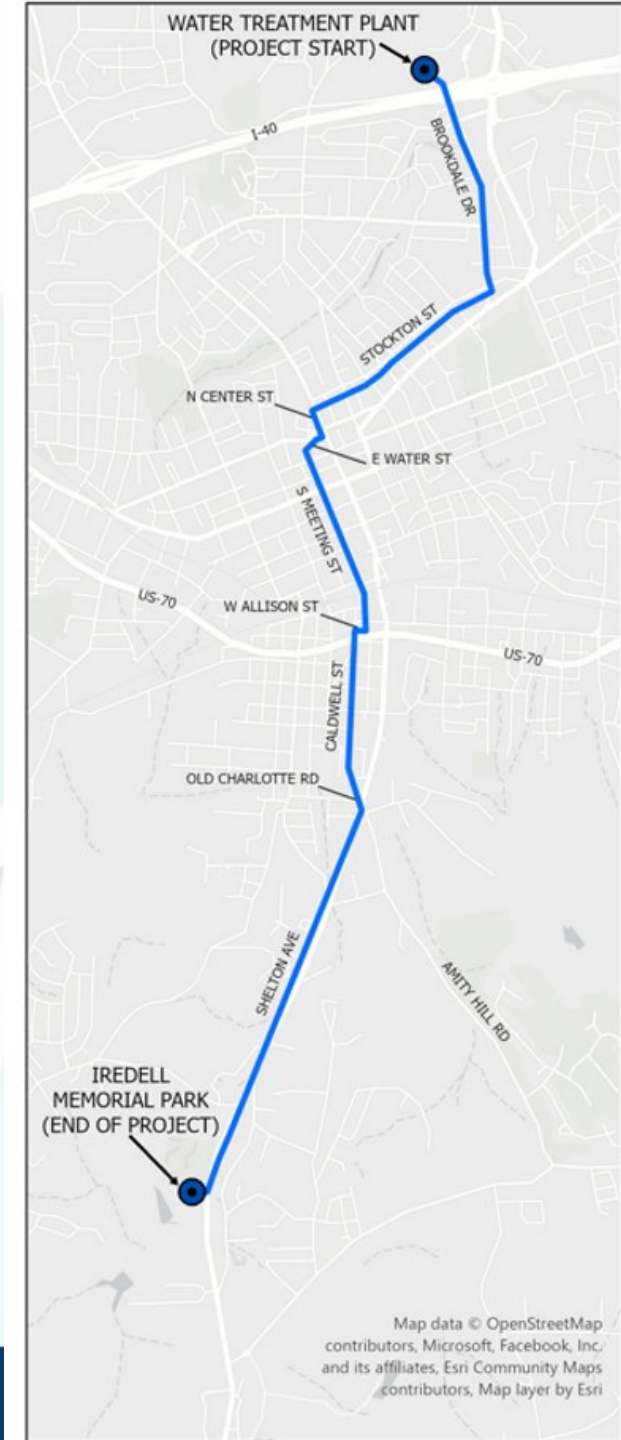 WATER TREATMENT PLANT
(PROJECT START)
I-40
BROOKDALE DR
STOCKTON ST
N CENTER ST
E WATER ST
S MEETING ST
US-70
W ALLISON ST
US-70
CALDWELL ST
OLD CHARLOTTE RD
SHELTON AVE
AMITY HILL RD
IREDELL
MEMORIAL PARK
(END OF PROJECT)
Map data © OpenStreetMap
contributors, Microsoft, Facebook, Inc.
and its affiliates, Esri Community Maps
contributors, Map layer by Esri